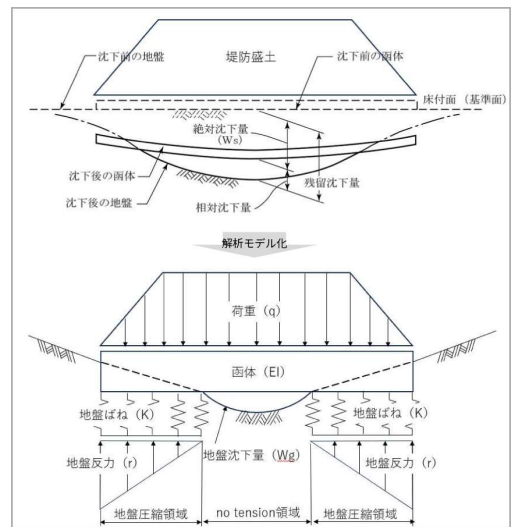 沈下前の地盤
堤防盛土
沈下前の函体
床付面（基準面）
絶対沈下量
(Ws)
沈下後の函体
残留沈下量
沈下後の地盤
相対沈下量
解析モデル化
荷重（q）
函体（EI）
地盤ばね（K）
地盤ばね（K）
地盤沈下量（Wg）
地盤反力（r）
地盤反力（r）
地盤圧縮領域
no tension領域
地盤圧縮領域